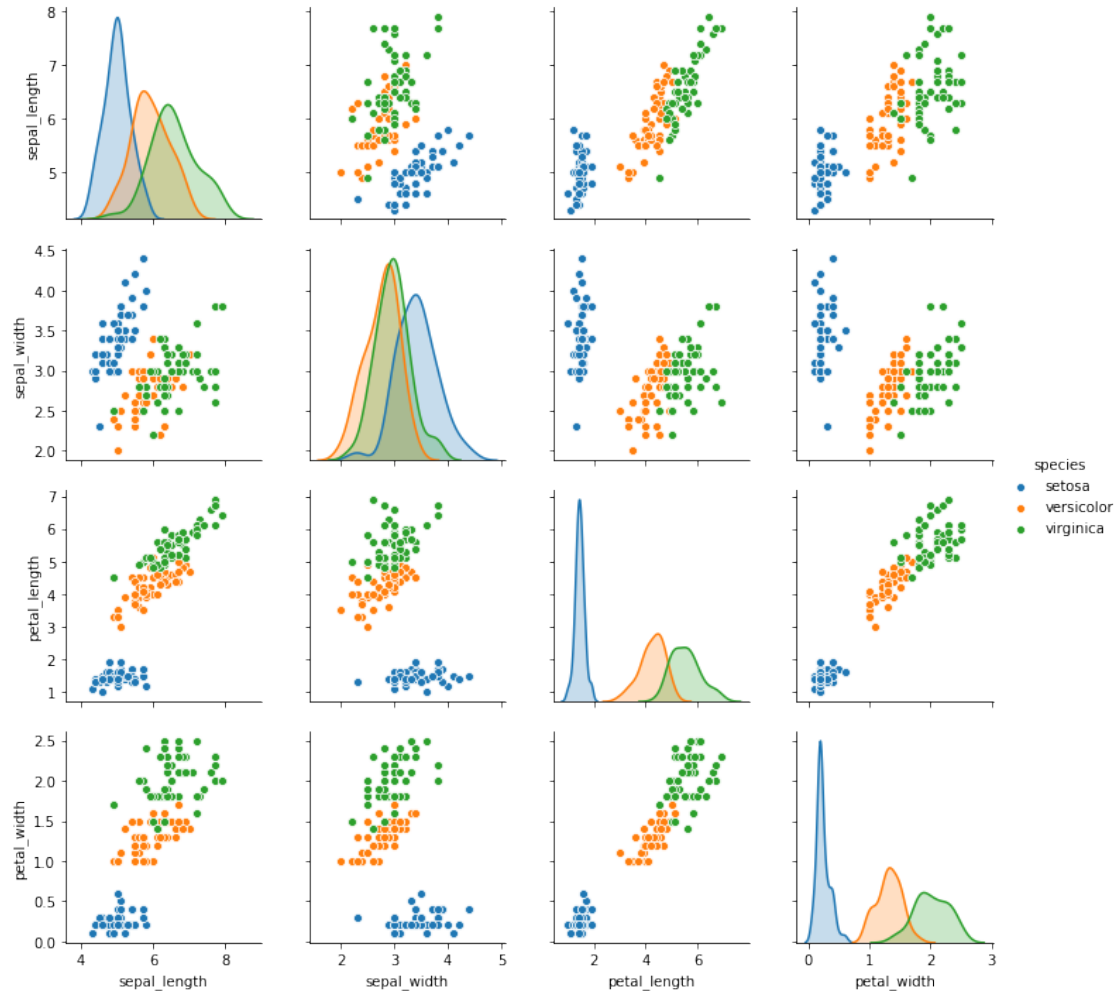 8
7
6
5
sepal_length
4.5
4.0
3.5
3.0
2.5
2.0
sepal_width
species
setosa
versicolor
virginica
7
6
5
4
3
2
1
petal_length
2.5
2.0
1.5
1.0
0.5
0.0
petal_width
4 6 8
sepal_length
2 3 4 5
sepal_width
2 4 6 8
petal_length
0 1 2 3
petal_width